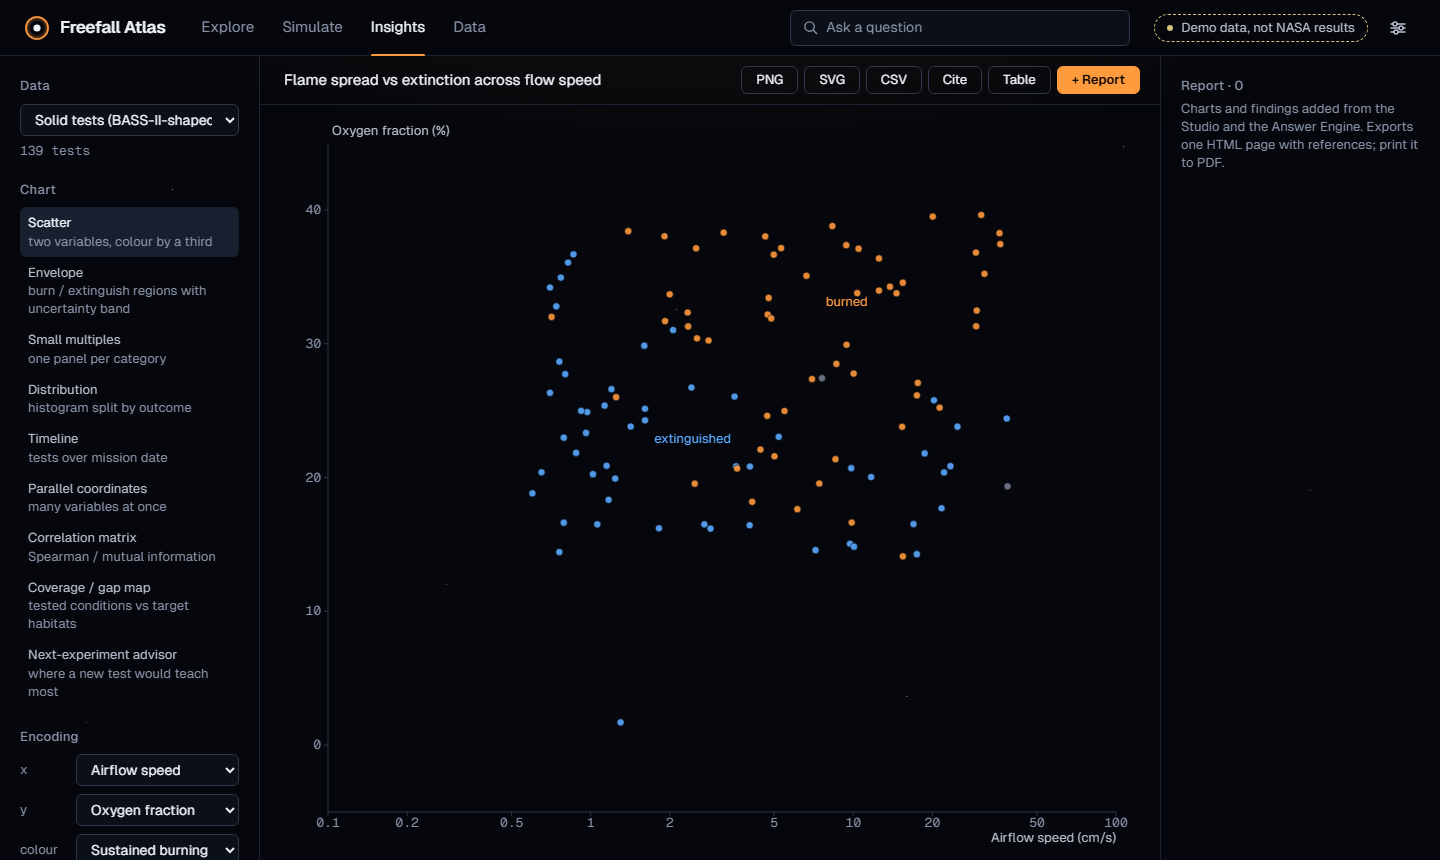 Freefall Atlas
Explore
Simulate
Insights
Data
Ask a question
Demo data, not NASA results
Data
Solid tests (BASS-II-shaped
139 tests
Chart
Scatter
two variables, colour by a third
Envelope
burn / extinguish regions with
uncertainty band
Small multiples
one panel per category
Distribution
histogram split by outcome
Timeline
tests over mission date
Parallel coordinates
many variables at once
Correlation matrix
Spearman / mutual information
Coverage / gap map
tested conditions vs target
habitats
Next-experiment advisor
where a new test would teach
most
Encoding
x
Airflow speed
y
Oxygen fraction
colour
Sustained burning
Flame spread vs extinction across flow speed
PNG
SVG
CSV
Cite
Table
+ Report
Oxygen fraction (%)
40
30
20
10
0
burned
extinguished
0.1
0.2
0.5
1
2
5
10
20
50
100
Airflow speed (cm/s)
Report · 0
Charts and findings added from the
Studio and the Answer Engine. Exports
one HTML page with references; print it
to PDF.